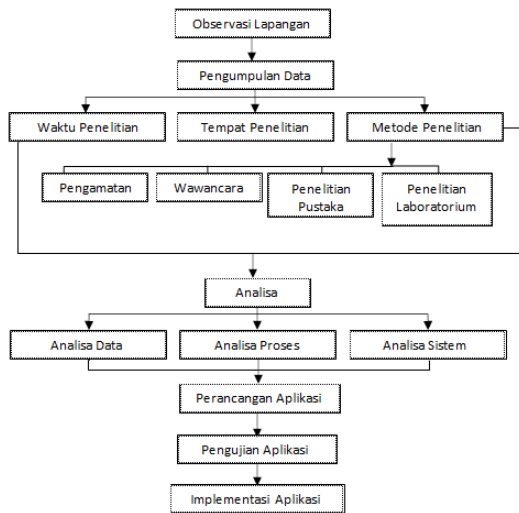 Observasi Lapangan
Pengumpulan Data
Waktu Penelitian
Tempat Penelitian
Metode Penelitian
Pengamatan
Wawancara
Penelitian
Pustaka
Penelitian
Laboratorium
Analisa
Analisa Data
Analisa Proses
Analisa Sistem
Perancangan Aplikasi
Pengujian Aplikasi
Implementasi Aplikasi